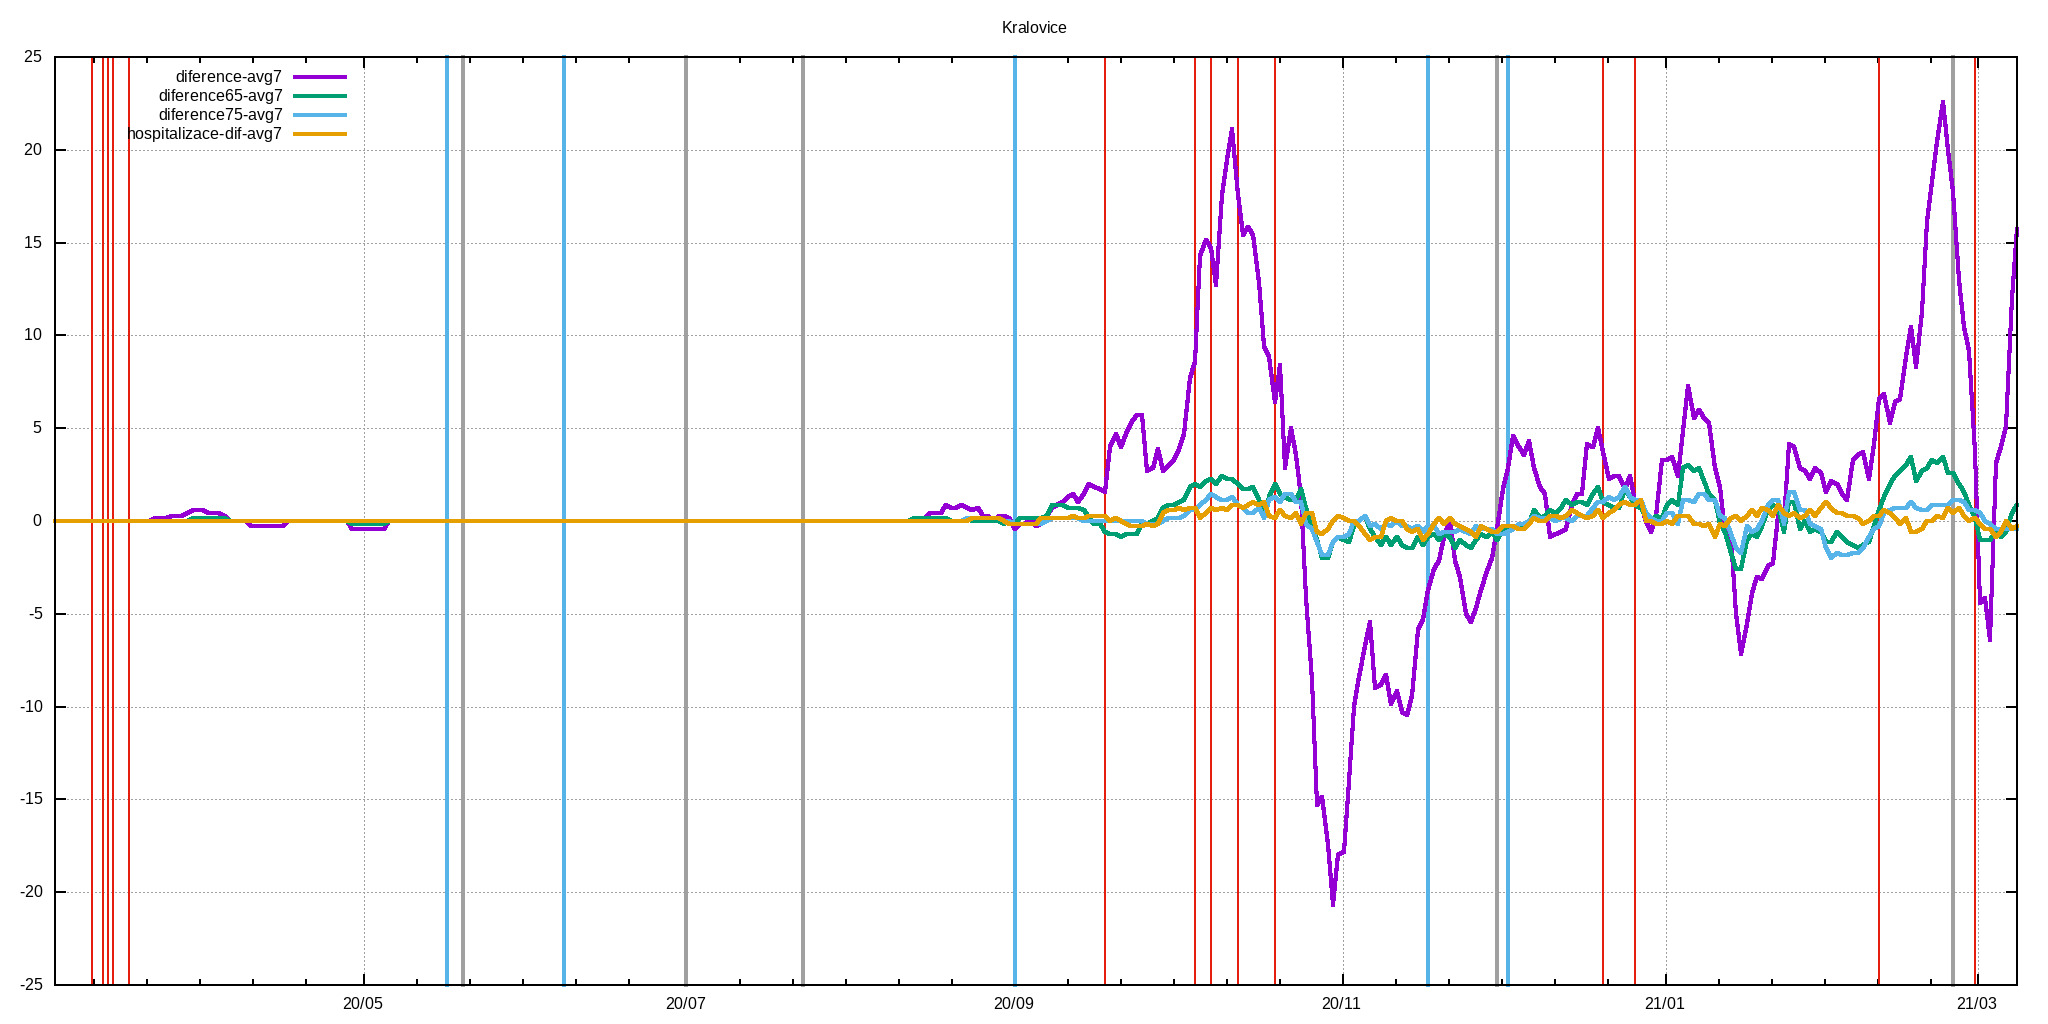 Kralovice
25
diference-avg7
diference65-avg7
diference75-avg7
hospitalizace-dif-avg7
20
15
10
5
0
-5
-10
-15
-20
-25
20/05 20/07 20/09 20/11 21/01 21/03